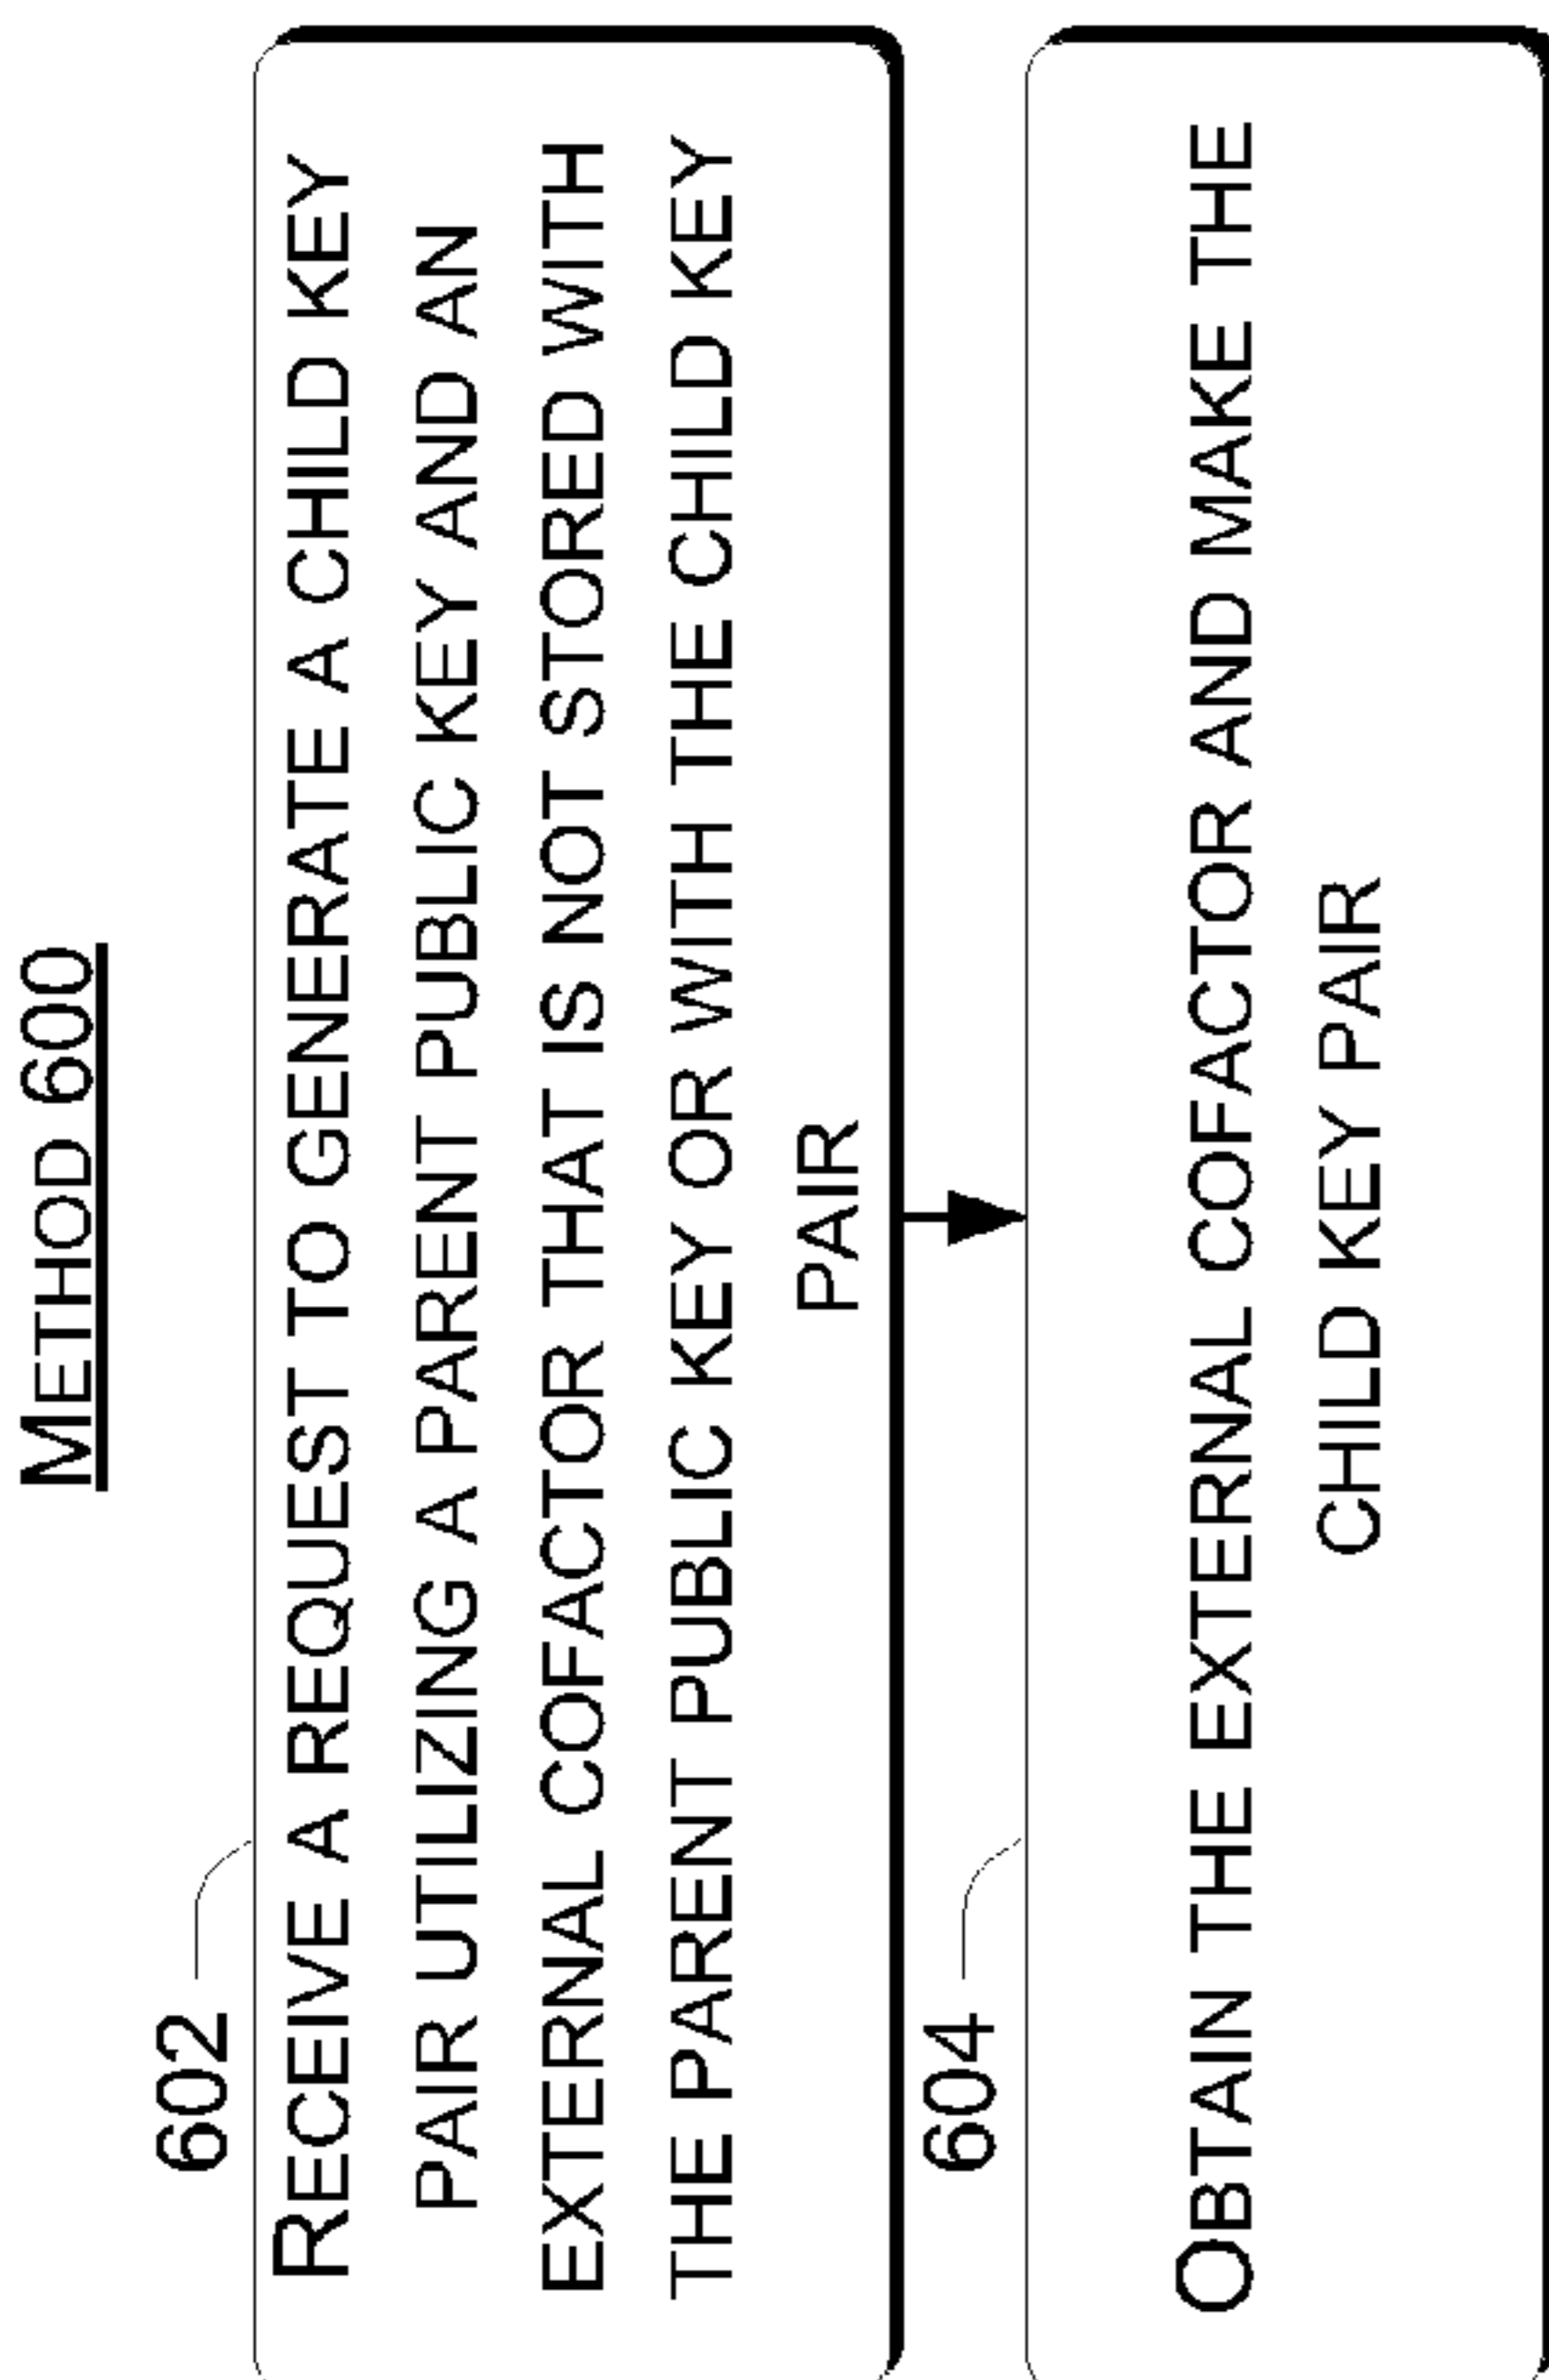 METHOD 600
602
RECEIVE A REQUEST TO GENERATE A CHILD KEY
PAIR UTILIZING A PARENT PUBLIC KEY AND AN
EXTERNAL COFACTOR THAT IS NOT STORED WITH
THE PARENT PUBLIC KEY OR WITH THE CHILD KEY
PAIR
604
OBTAIN THE EXTERNAL COFACTOR AND MAKE THE
CHILD KEY PAIR